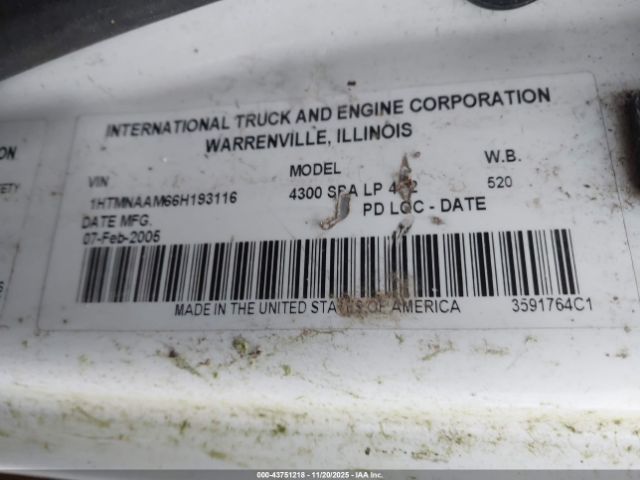 INTERNATIONAL TRUCK AND ENGINE CORPORATION
WARRENVILLE, ILLINOIS
VIN MODEL W.B.
1HTMNAAM66H193116 4300 SBA LP 4X2 520
DATE MFG. PD LOC - DATE
07-Feb-2005
MADE IN THE UNITED STATES OF AMERICA 3591764C1
ON
FETY
000-43751218 - 11/20/2025 - IAA, Inc.